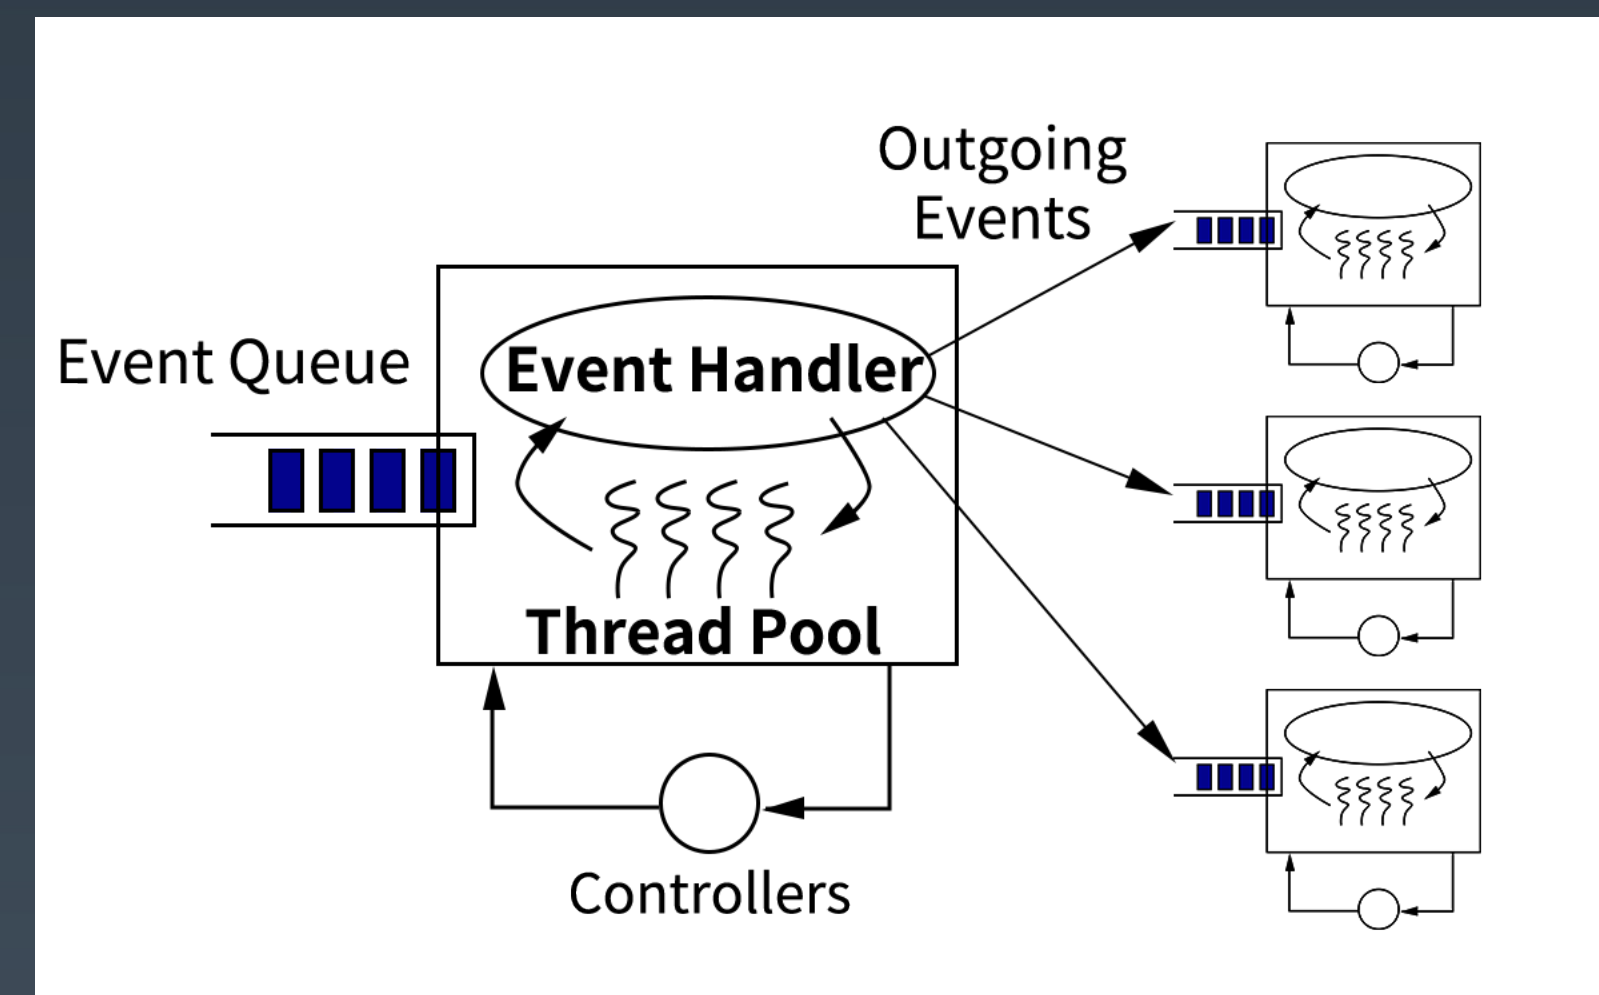 Outgoing
Events
Event Queue
Event Handler
Thread Pool
Controllers